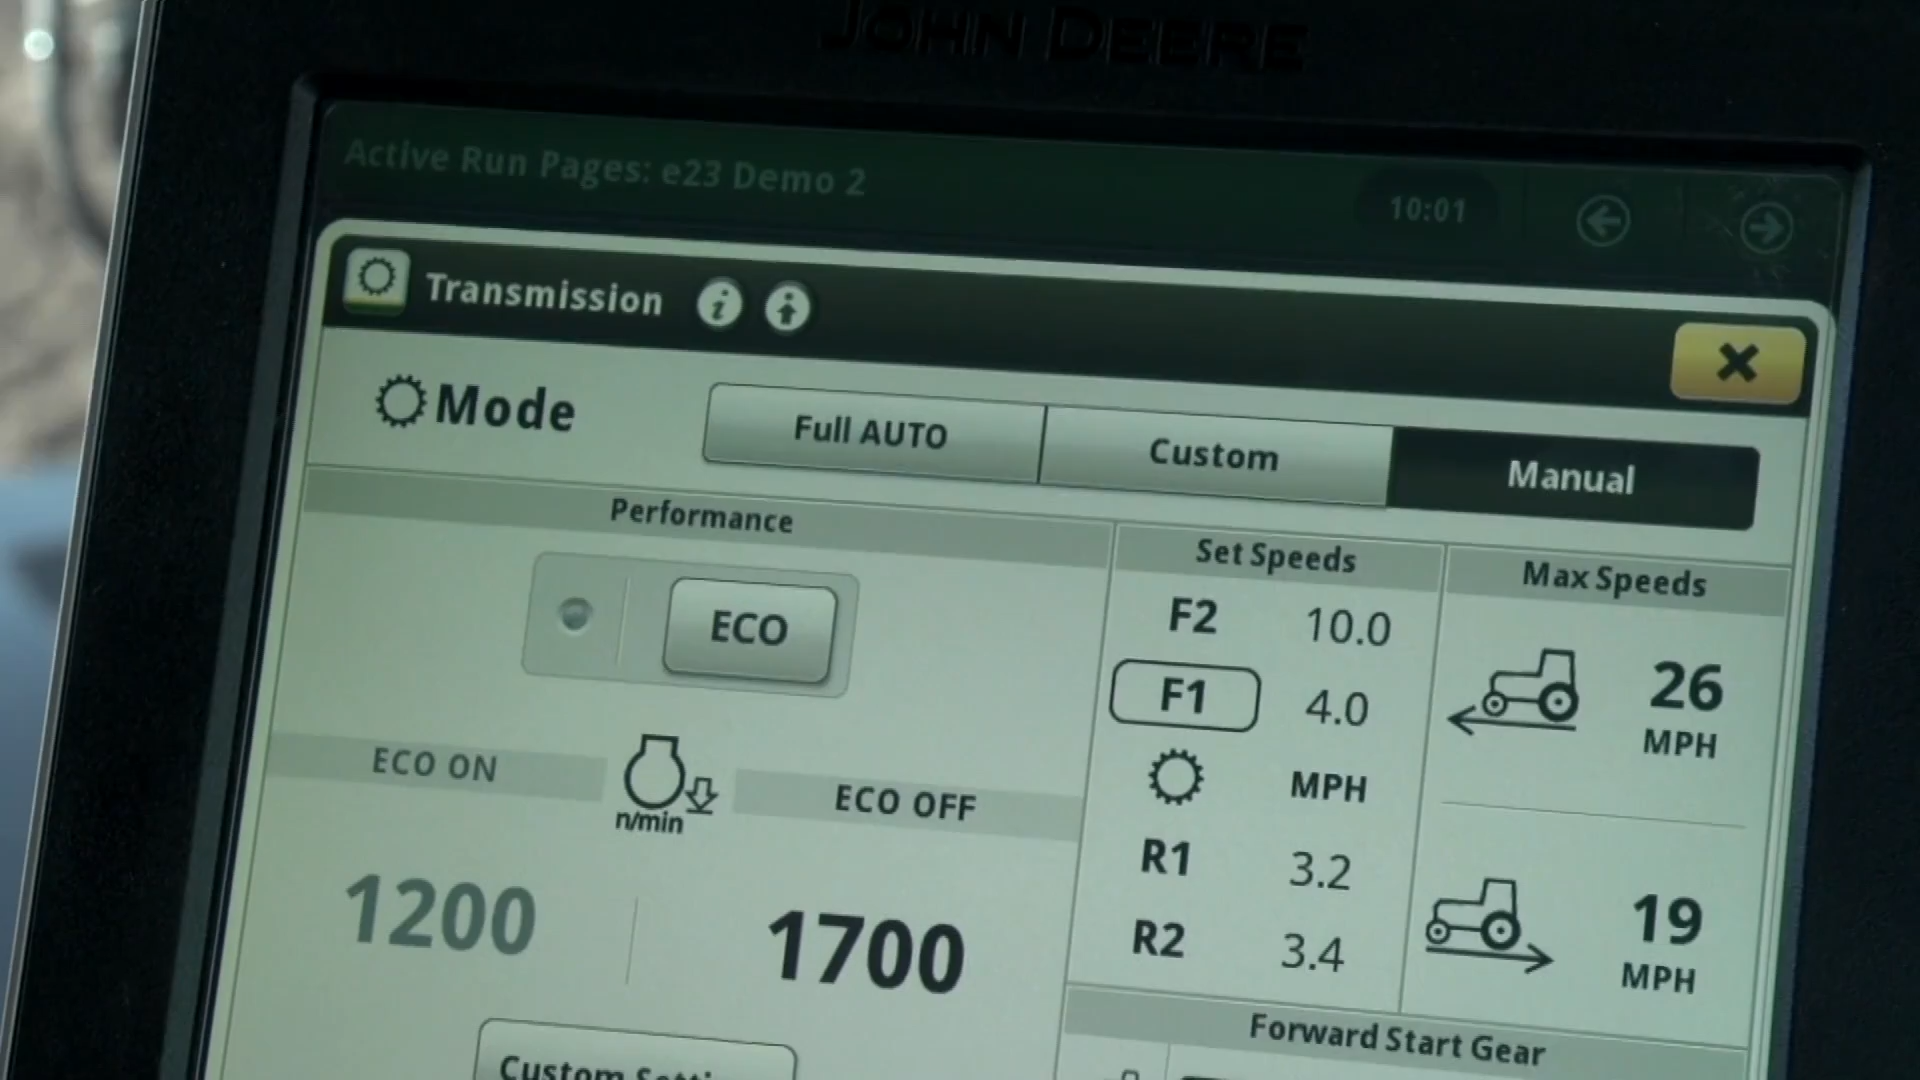 JOHN DEERE
Active Run Pages: e23 Demo 2
10:01
Transmission
Mode
Full AUTO
Custom
Manual
Performance
ECO
ECO ON
n/min
ECO OFF
1200
1700
Custom
Set Speeds
F2 10.0
F1 4.0
MPH
R1 3.2
R2 3.4
Max Speeds
26
MPH
19
MPH
Forward Start Gear